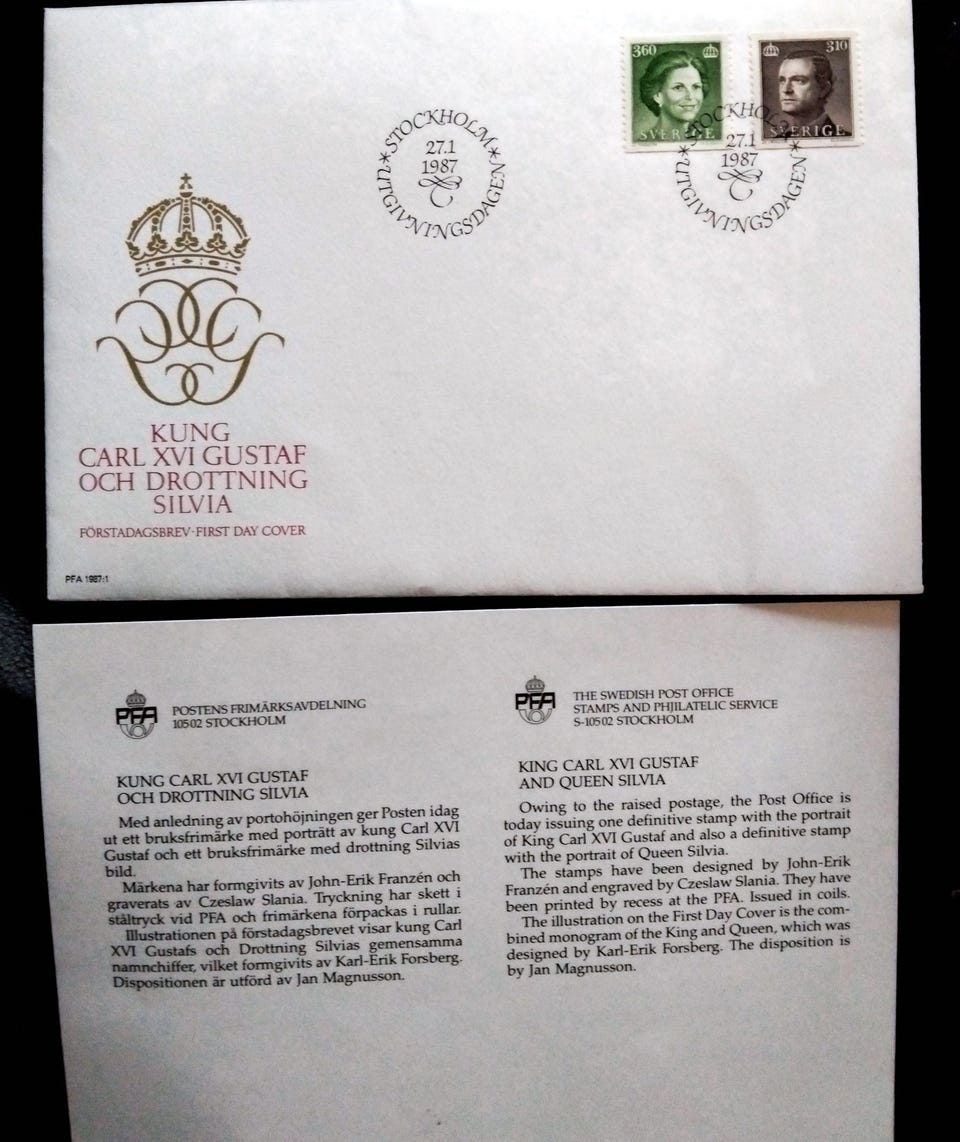 360
SVERIGE
310
SVERIGE
*STOCKHOLM*
27.1
1987
UTGIVNINGSDAGEN
*STOCKHOLM*
27.1
1987
UTGIVNINGSDAGEN
KUNG
CARL XVI GUSTAF
OCH DROTTNING
SILVIA
FÖRSTADAGSBREV·FIRST DAY COVER
PFA 1987:1
PFA
POSTENS FRIMÄRKSAVDELNING
105 02 STOCKHOLM
KUNG CARL XVI GUSTAF
OCH DROTTNING SILVIA
Med anledning av portohöjningen ger Posten idag
ut ett bruksfrimärke med porträtt av kung Carl XVI
Gustaf och ett bruksfrimärke med drottning Silvias
bild.
Märkena har formgivits av John-Erik Franzén och
graverats av Czeslaw Slania. Tryckning har skett i
ståltryck vid PFA och frimärkena förpackas i rullar.
Illustrationen på förstadagsbrevet visar kung Carl
XVI Gustafs och Drottning Silvias gemensamma
namnchiffer, vilket formgivits av Karl-Erik Forsberg.
Dispositionen är utförd av Jan Magnusson.
PFA
THE SWEDISH POST OFFICE
STAMPS AND PHJILATELIC SERVICE
S-105 02 STOCKHOLM
KING CARL XVI GUSTAF
AND QUEEN SILVIA
Owing to the raised postage, the Post Office is
today issuing one definitive stamp with the portrait
of King Carl XVI Gustaf and also a definitive stamp
with the portrait of Queen Silvia.
The stamps have been designed by John-Erik
Franzén and engraved by Czeslaw Slania. They have
been printed by recess at the PFA. Issued in coils.
The illustration on the First Day Cover is the com-
bined monogram of the King and Queen, which was
designed by Karl-Erik Forsberg. The disposition is
by Jan Magnusson.